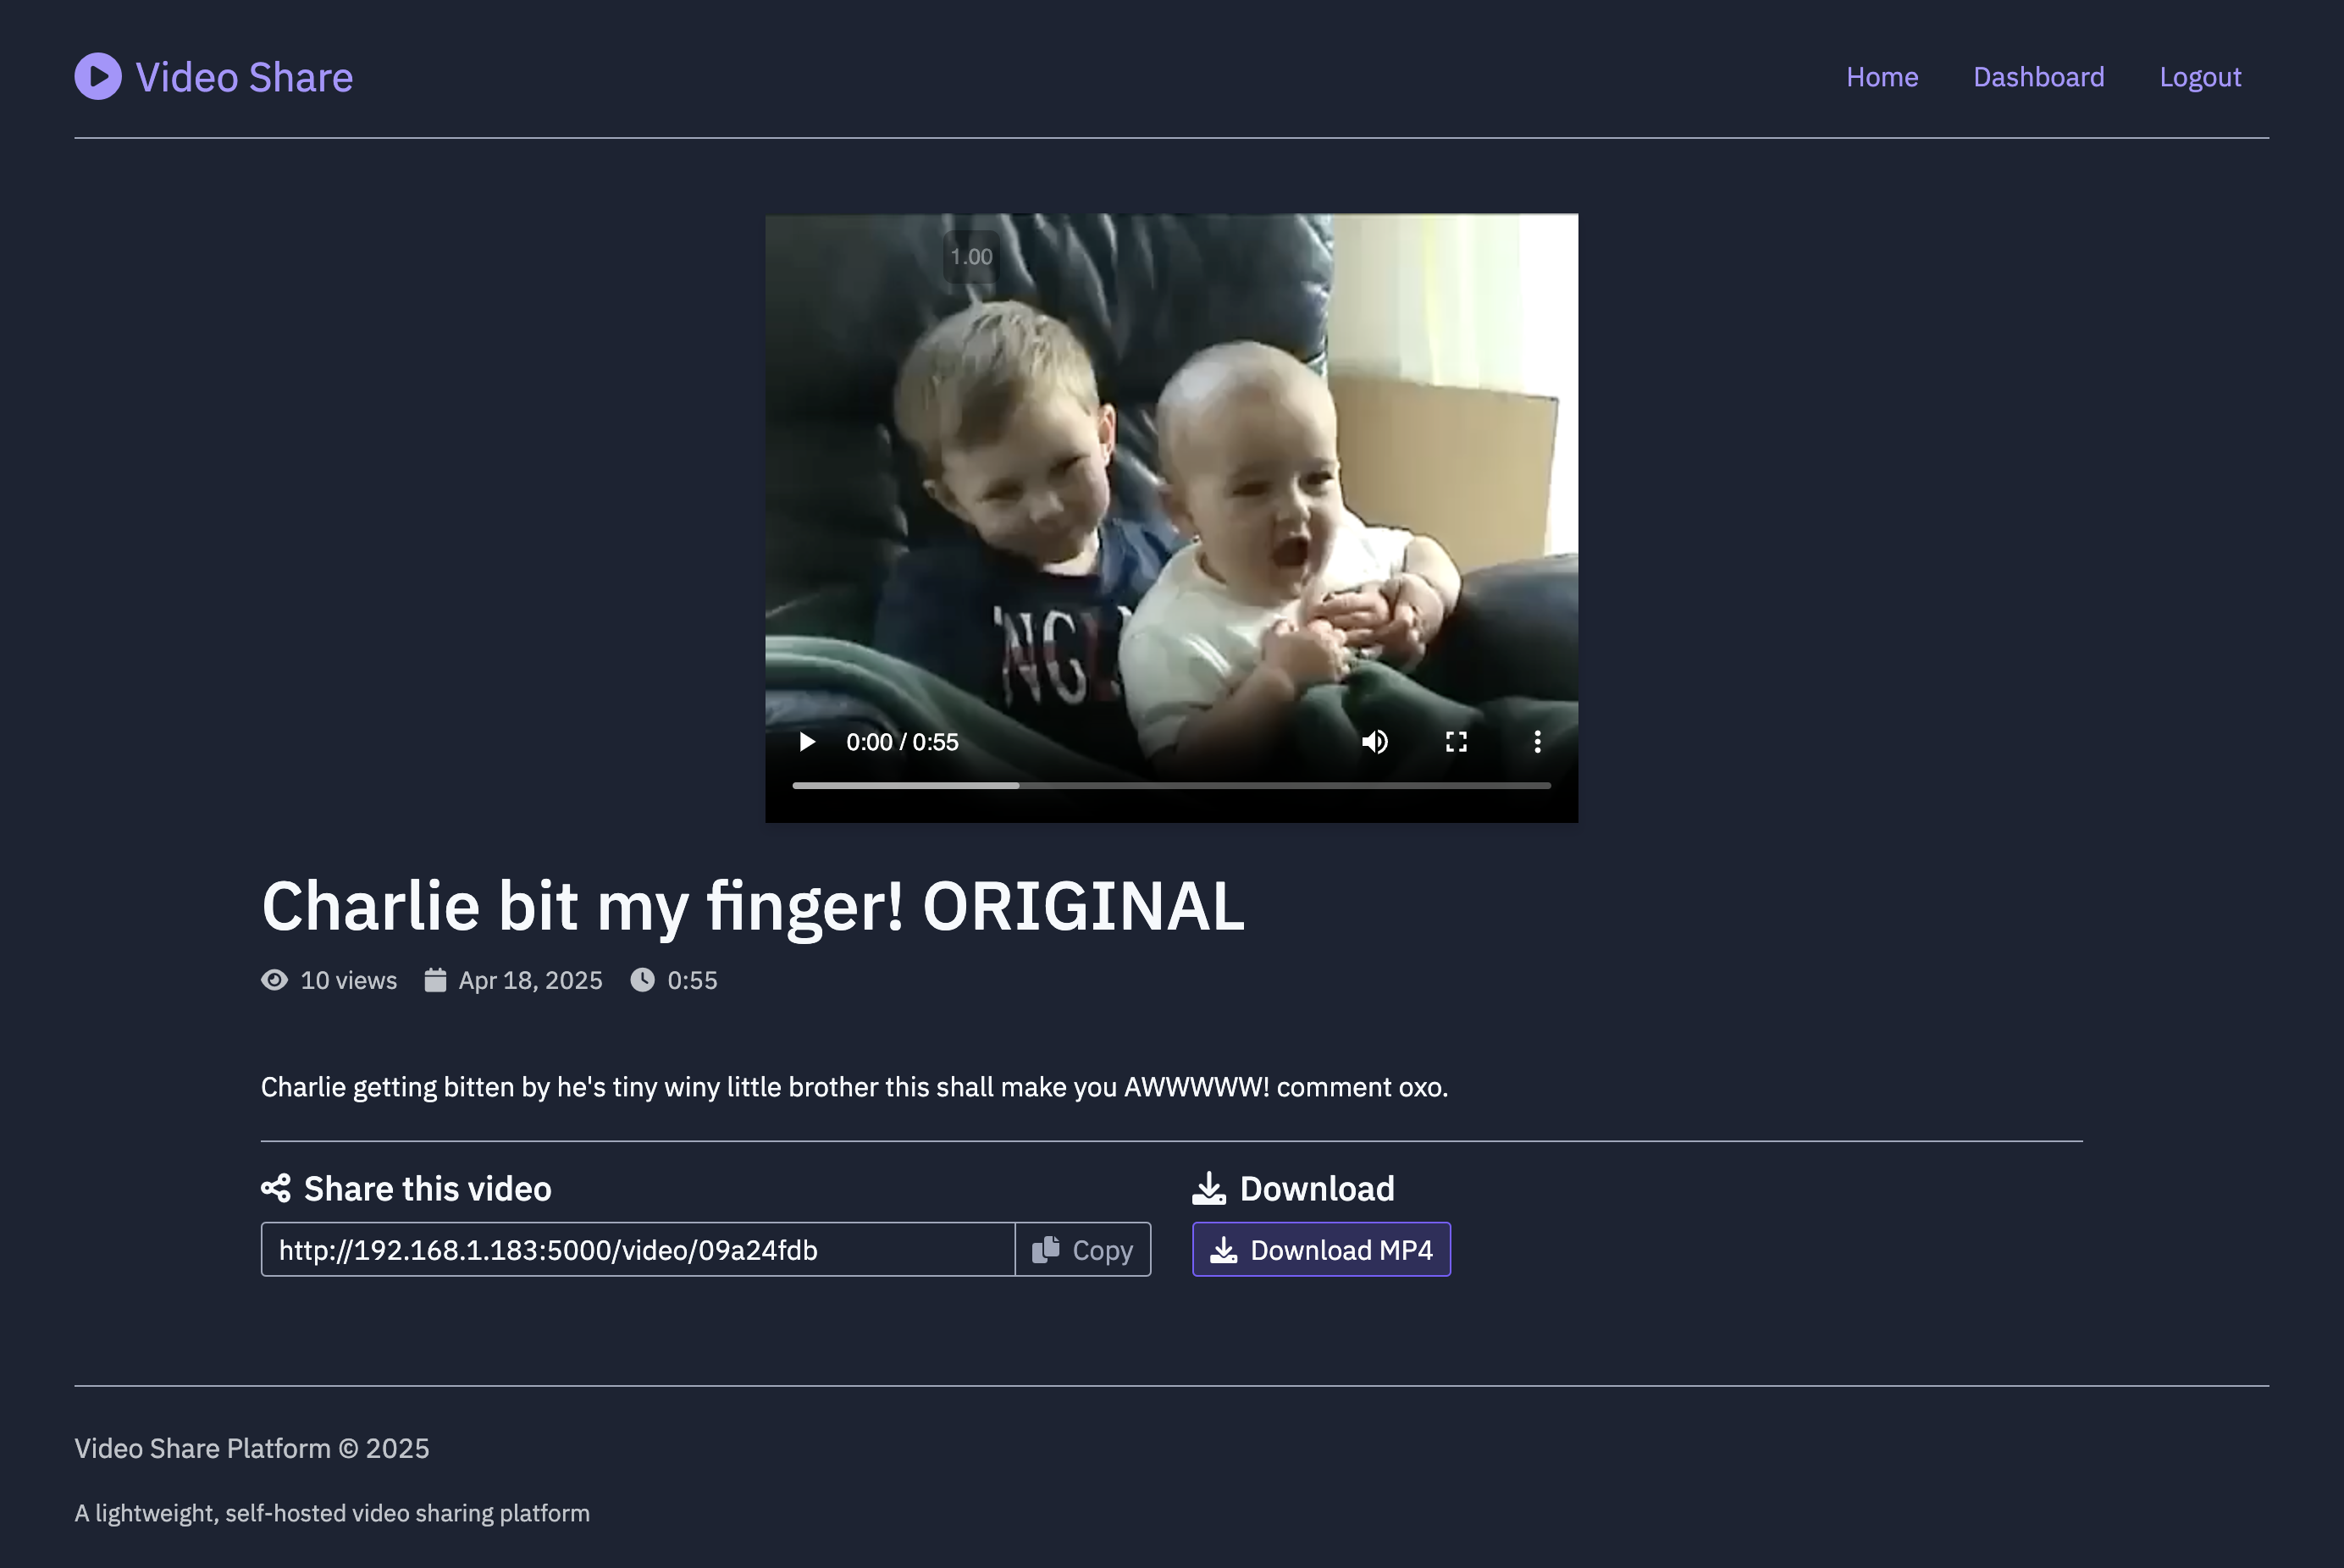 Video Share
Home Dashboard Logout
1.00
NGL
0:00 / 0:55
Charlie bit my finger! ORIGINAL
10 views Apr 18, 2025 0:55
Charlie getting bitten by he's tiny winy little brother this shall make you AWWWWW! comment oxo.
Share this video
Download
http://192.168.1.183:5000/video/09a24fdb
Copy
Download MP4
Video Share Platform © 2025
A lightweight, self-hosted video sharing platform